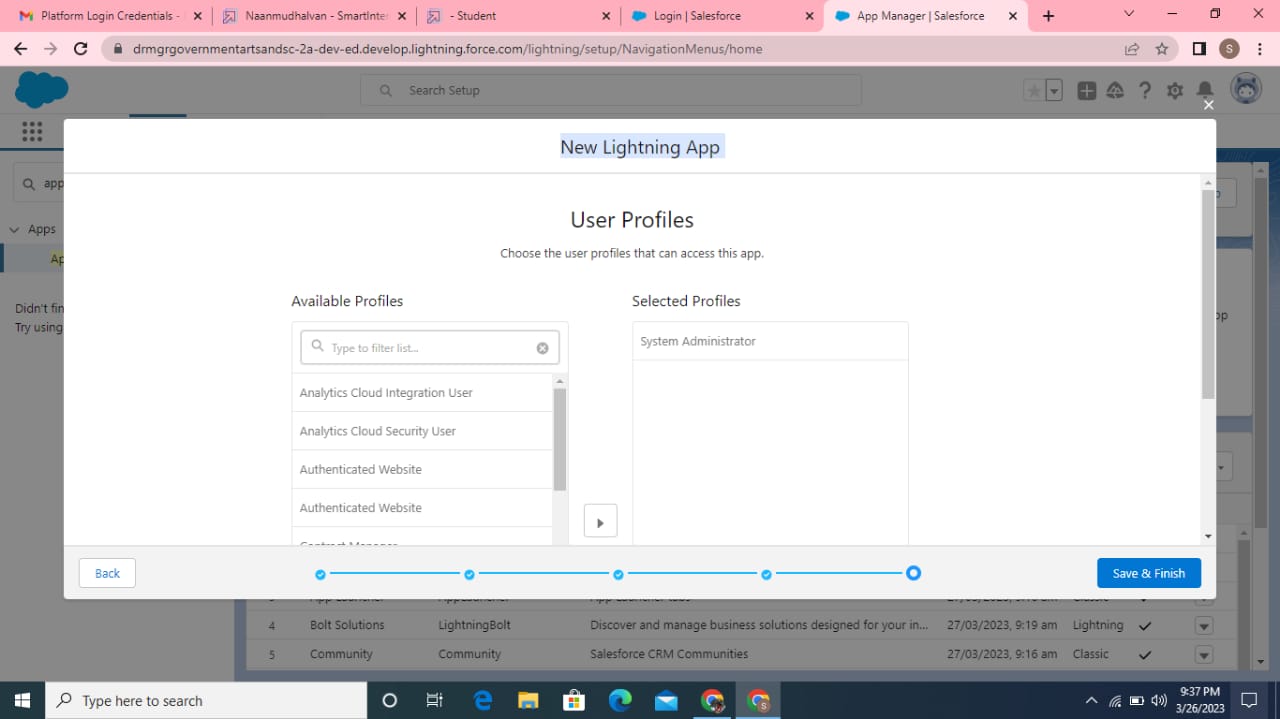 Platform Login Credentials -
Naanmudhalvan - SmartInter
- Student
Login | Salesforce
App Manager | Salesforce
drmgrgovernmentartsandsc-2a-dev-ed.develop.lightning.force.com/lightning/setup/NavigationMenus/home
S
Search Setup
New Lightning App
app
Apps
Ap
Didn't fin
Try using
User Profiles
Choose the user profiles that can access this app.
Available Profiles
Selected Profiles
Type to filter list...
System Administrator
Analytics Cloud Integration User
Analytics Cloud Security User
Authenticated Website
Authenticated Website
Contract Manager
Back
Save & Finish
4 Bolt Solutions LightningBolt Discover and manage business solutions designed for your in... 27/03/2023, 9:19 am Lightning
5 Community Community Salesforce CRM Communities 27/03/2023, 9:16 am Classic
Type here to search
9:37 PM
3/26/2023